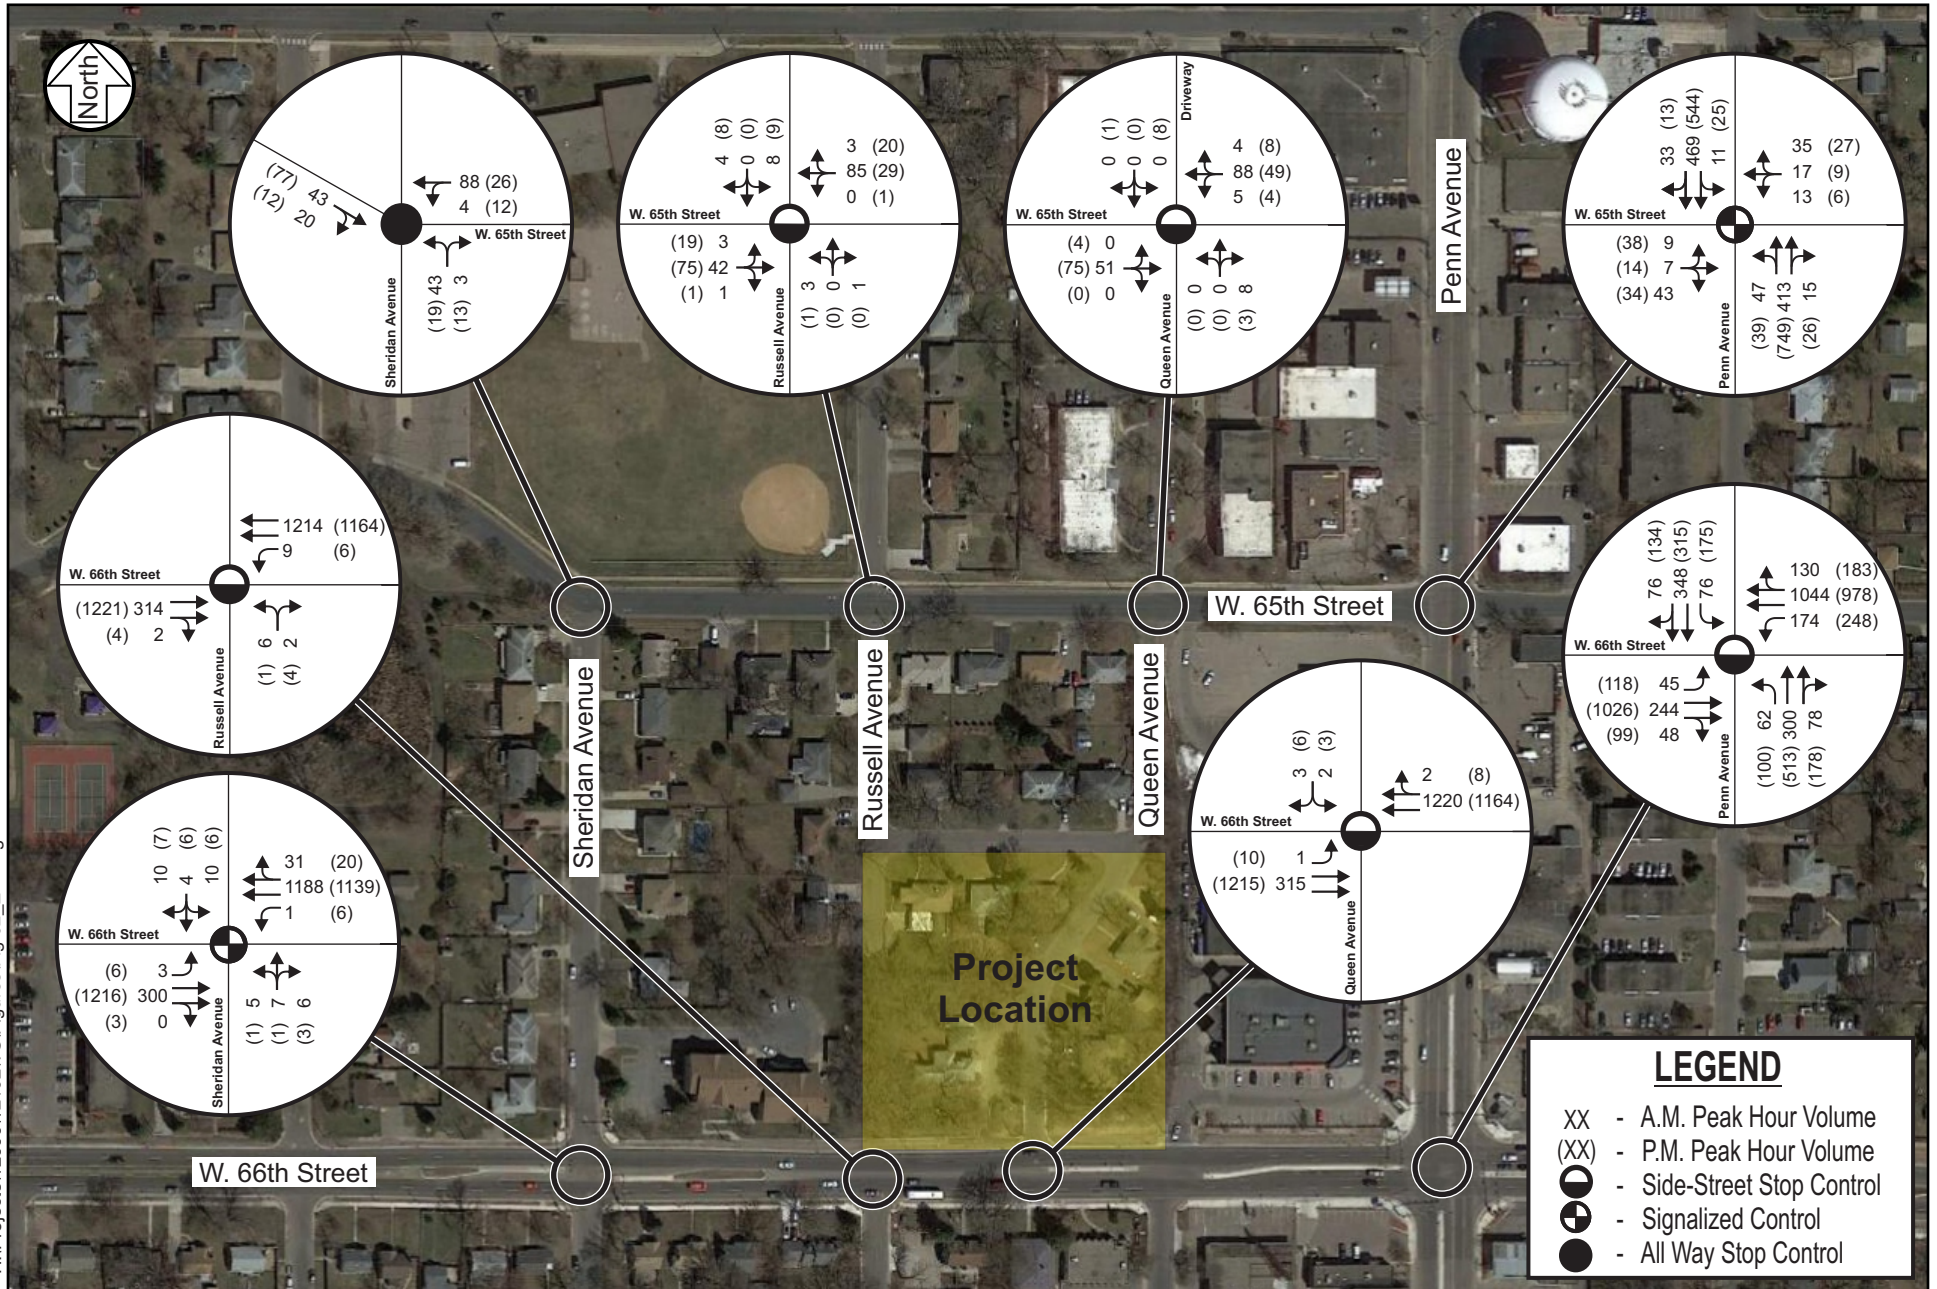 North
(77) 43
(12) 20
88 (26)
4 (12)
W. 65th Street
Sheridan Avenue
(19) 43
(13) 3
4 (8)
0 (0)
8 (9)
3 (20)
85 (29)
0 (1)
W. 65th Street
(19) 3
(75) 42
(1) 1
Russell Avenue
(1) 3
(0) 0
(0) 1
Driveway
0 (1)
0 (0)
0 (8)
4 (8)
88 (49)
5 (4)
W. 65th Street
(4) 0
(75) 51
(0) 0
Queen Avenue
(0) 0
(0) 0
(3) 8
Penn Avenue
33 (13)
469 (544)
11 (25)
35 (27)
17 (9)
13 (6)
W. 65th Street
(38) 9
(14) 7
(34) 43
Penn Avenue
(39) 47
(749) 413
(26) 15
1214 (1164)
9 (6)
W. 66th Street
(1221) 314
(4) 2
Russell Avenue
(1) 6
(4) 2
W. 65th Street
76 (134)
348 (315)
76 (175)
130 (183)
1044 (978)
174 (248)
W. 66th Street
(118) 45
(1026) 244
(99) 48
Penn Avenue
(100) 62
(513) 300
(178) 78
Sheridan Avenue
Russell Avenue
Queen Avenue
3 (6)
2 (3)
2 (8)
1220 (1164)
W. 66th Street
(10) 1
(1215) 315
Queen Avenue
10 (7)
4 (6)
10 (6)
31 (20)
1188 (1139)
1 (6)
W. 66th Street
(6) 3
(1216) 300
(3) 0
Sheridan Avenue
(1) 5
(1) 7
(3) 6
Project
Location
W. 66th Street
LEGEND
XX - A.M. Peak Hour Volume
(XX) - P.M. Peak Hour Volume
- Side-Street Stop Control
- Signalized Control
- All Way Stop Control